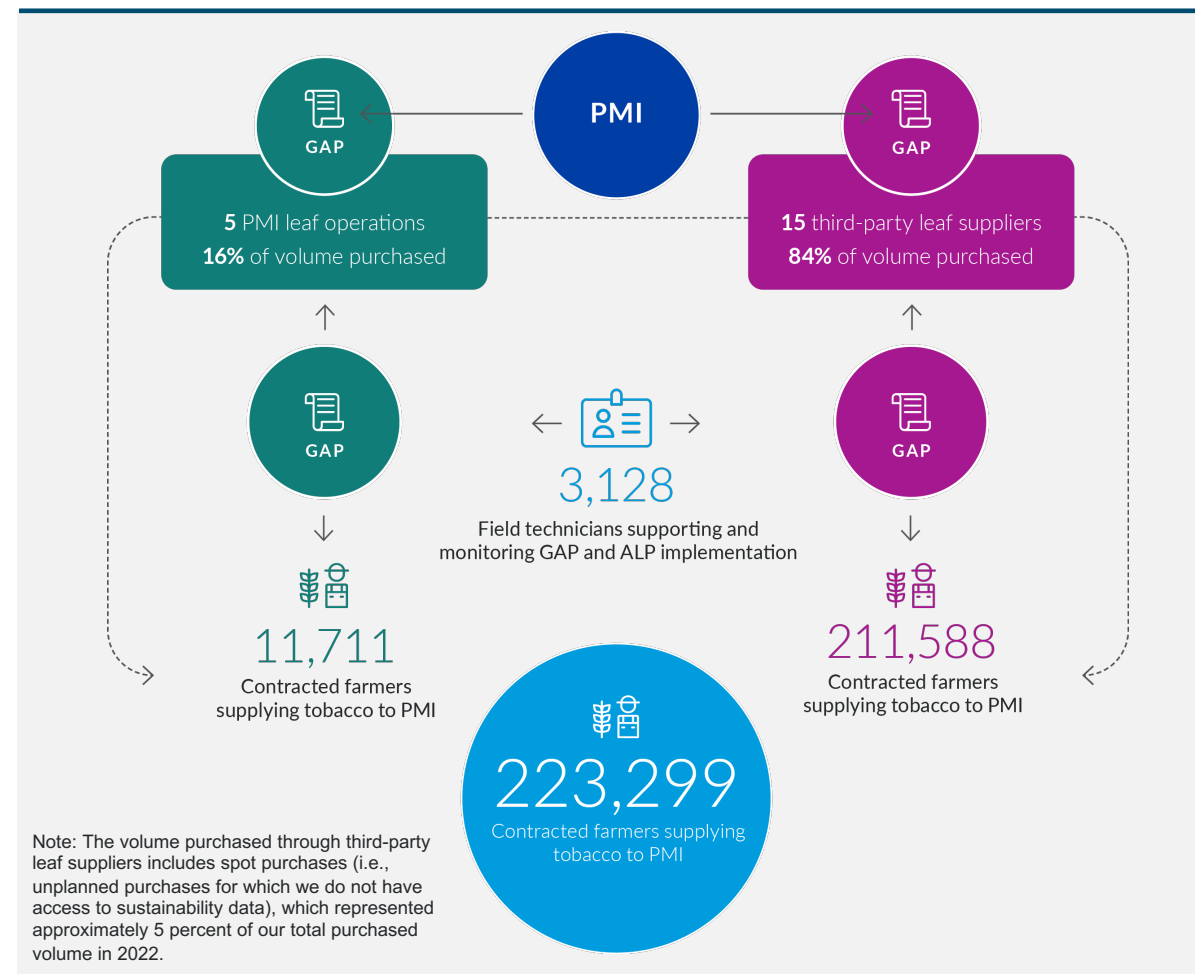 PMI
GAP
GAP
5 PMI leaf operations
16% of volume purchased
15 third-party leaf suppliers
84% of volume purchased
GAP
GAP
3,128
Field technicians supporting and
monitoring GAP and ALP implementation
11,711
Contracted farmers
supplying tobacco to PMI
211,588
Contracted farmers
supplying tobacco to PMI
223,299
Contracted farmers supplying
tobacco to PMI
Note: The volume purchased through third-party
leaf suppliers includes spot purchases (i.e.,
unplanned purchases for which we do not have
access to sustainability data), which represented
approximately 5 percent of our total purchased
volume in 2022.